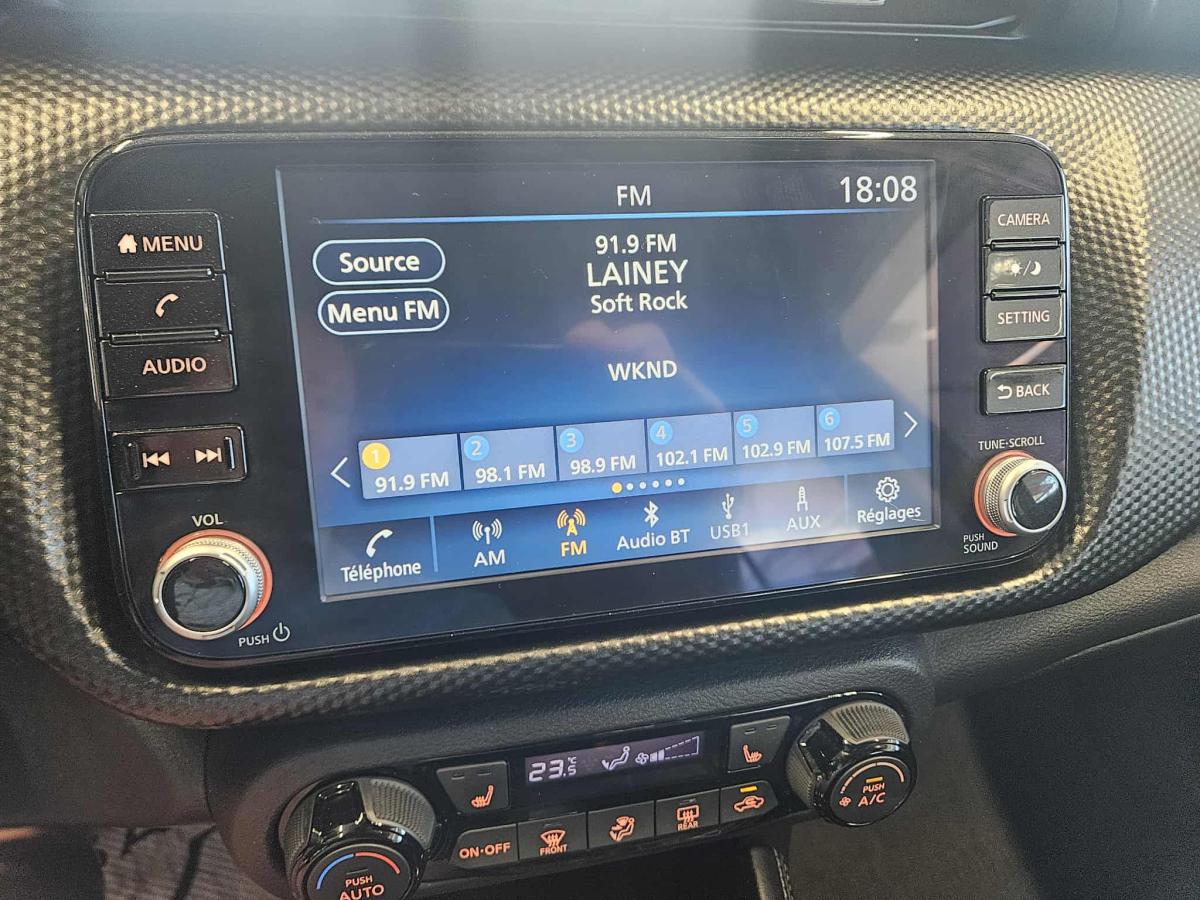 FM
18:08
MENU
AUDIO
VOL
PUSH
Source
Menu FM
91.9 FM
LAINEY
Soft Rock
WKND
1
91.9 FM
2
98.1 FM
3
98.9 FM
4
102.1 FM
5
102.9 FM
6
107.5 FM
Téléphone
AM
FM
Audio BT
USB1
AUX
Réglages
CAMERA
SETTING
BACK
TUNE·SCROLL
PUSH
SOUND
23.5°C
ON·OFF
FRONT
REAR
PUSH
AUTO
PUSH
A/C